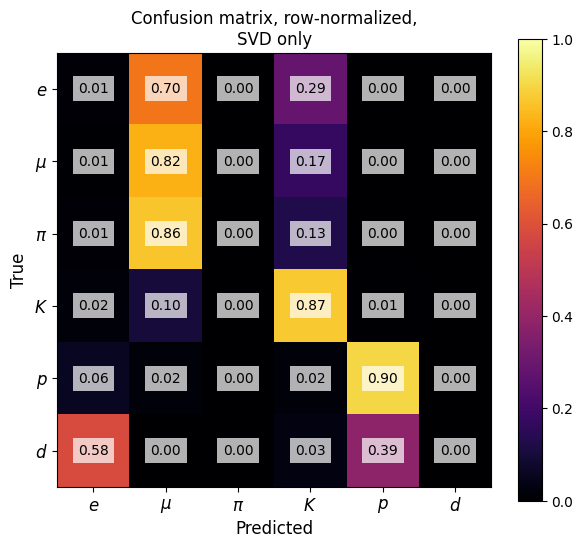 Confusion matrix, row-normalized,
SVD only
True
e 0.01 0.70 0.00 0.29 0.00 0.00
μ 0.01 0.82 0.00 0.17 0.00 0.00
π 0.01 0.86 0.00 0.13 0.00 0.00
K 0.02 0.10 0.00 0.87 0.01 0.00
p 0.06 0.02 0.00 0.02 0.90 0.00
d 0.58 0.00 0.00 0.03 0.39 0.00
e μ π K p d
Predicted
1.0
0.8
0.6
0.4
0.2
0.0